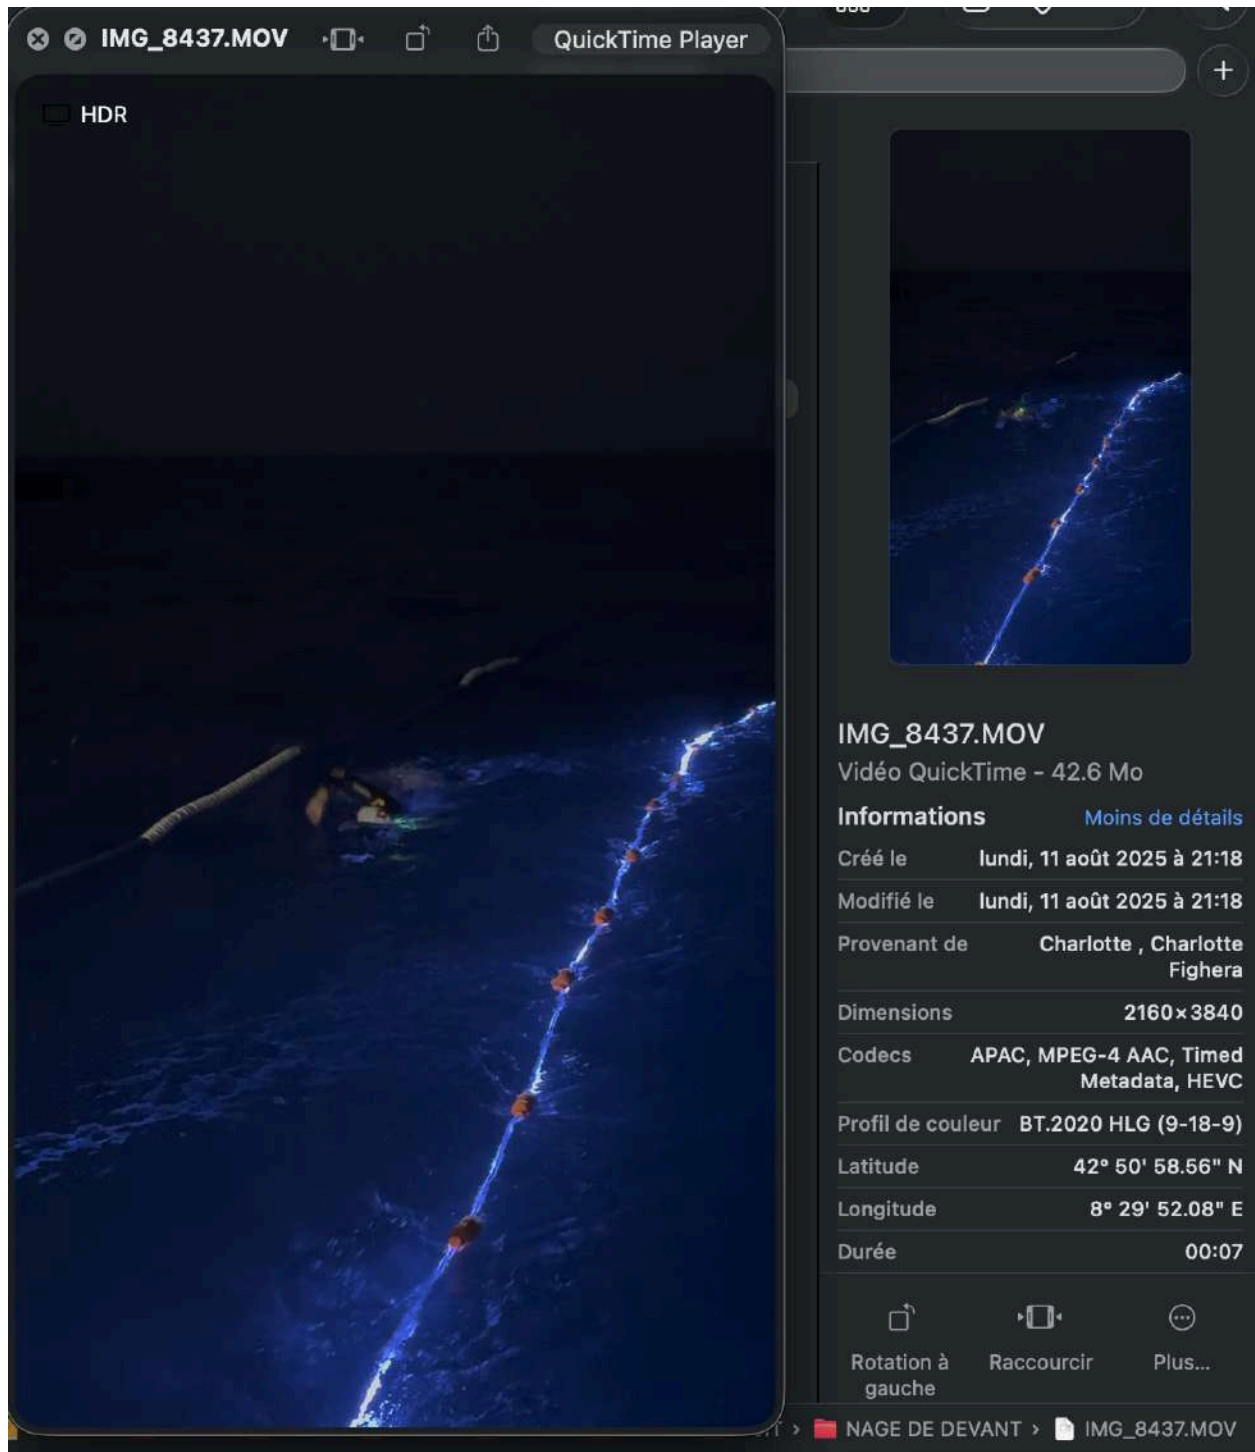 IMG_8437.MOV
QuickTime Player
HDR
IMG_8437.MOV
Vidéo QuickTime – 42.6 Mo
Informations
Moins de détails
Créé le lundi, 11 août 2025 à 21:18
Modifié le lundi, 11 août 2025 à 21:18
Provenant de Charlotte , Charlotte
Fighera
Dimensions 2160×3840
Codecs APAC, MPEG-4 AAC, Timed
Metadata, HEVC
Profil de couleur BT.2020 HLG (9-18-9)
Latitude 42° 50' 58.56" N
Longitude 8° 29' 52.08" E
Durée 00:07
Rotation à
gauche
Raccourcir
Plus...
› NAGE DE DEVANT › IMG_8437.MOV